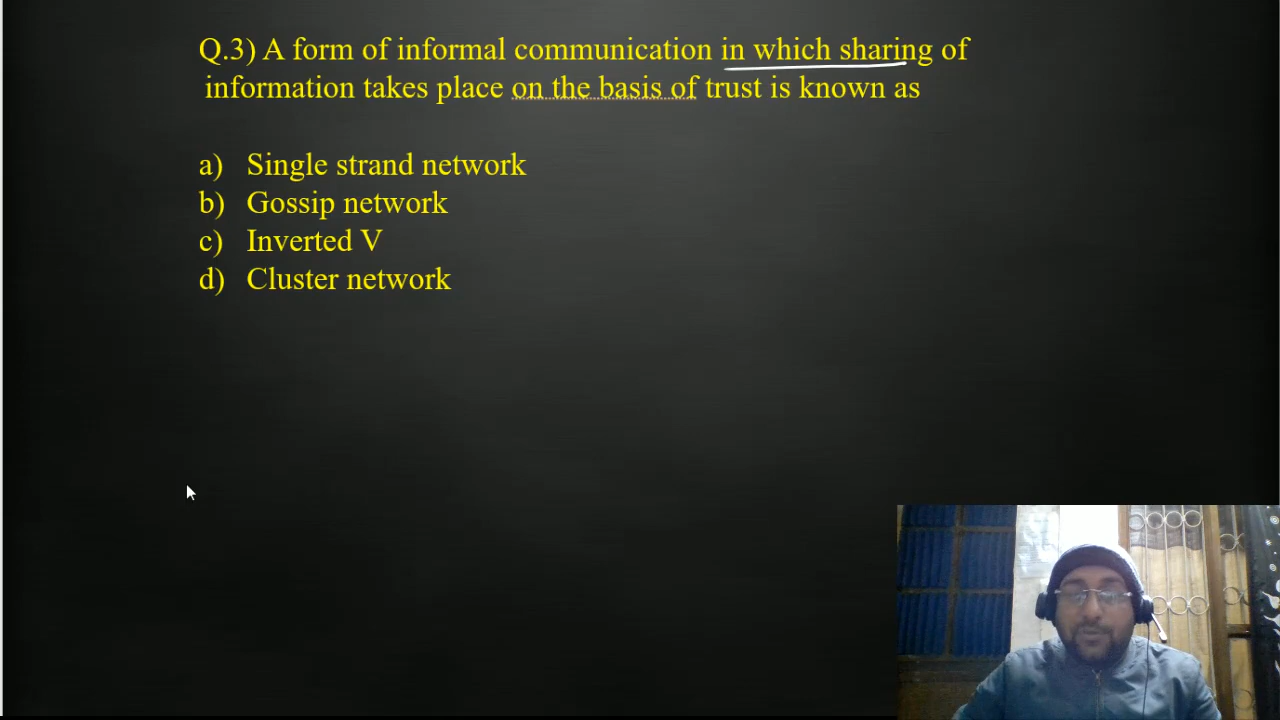 Q.3) A form of informal communication in which sharing of
information takes place on the basis of trust is known as
a) Single strand network
b) Gossip network
c) Inverted V
d) Cluster network